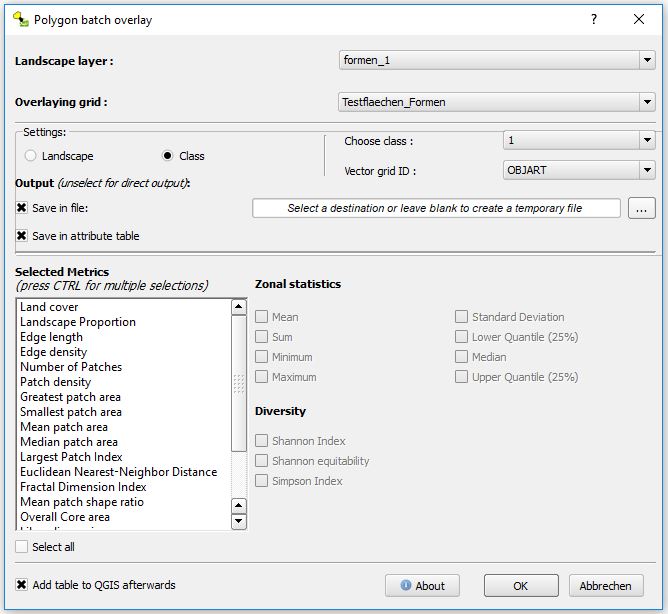 Polygon batch overlay
?
Landscape layer :
formen_1
Overlaying grid :
Testflaechen_Formen
Settings:
Landscape
Class
Choose class :
1
Vector grid ID :
OBJART
Output (unselect for direct output):
Save in file:
Select a destination or leave blank to create a temporary file
...
Save in attribute table
Selected Metrics
(press CTRL for multiple selections)
Land cover
Landscape Proportion
Edge length
Edge density
Number of Patches
Patch density
Greatest patch area
Smallest patch area
Mean patch area
Median patch area
Largest Patch Index
Euclidean Nearest-Neighbor Distance
Fractal Dimension Index
Mean patch shape ratio
Overall Core area
Select all
Zonal statistics
Mean
Sum
Minimum
Maximum
Standard Deviation
Lower Quantile (25%)
Median
Upper Quantile (25%)
Diversity
Shannon Index
Shannon equitability
Simpson Index
Add table to QGIS afterwards
About
OK
Abbrechen